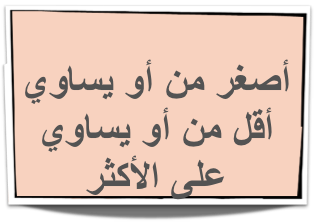 أصغر من أو يساوي
أقل من أو يساوي
على الأكثر